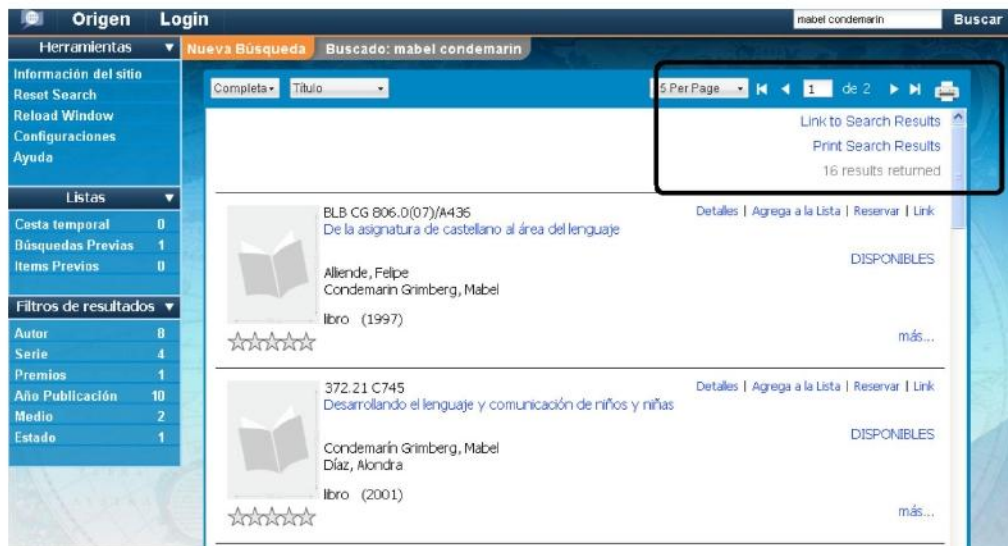 Origen Login mabel condemarin Buscar
Herramientas
Nueva Búsqueda Buscado: mabel condemarin
Información del sitio
Reset Search
Reload Window
Configuraciones
Ayuda
Listas
Cesta temporal 0
Búsquedas Previas 1
Items Previos 0
Filtros de resultados
Autor 8
Serie 4
Premios 1
Año Publicación 10
Medio 2
Estado 1
Completa Título 5 Per Page 1 de 2
Link to Search Results
Print Search Results
16 results returned
BLB CG 806.0(07)/A436 Detalles | Agrega a la Lista | Reservar | Link
De la asignatura de castellano al área del lenguaje
DISPONIBLES
Alliende, Felipe
Condemarin Grimberg, Mabel
libro (1997)
más...
372.21 C745 Detalles | Agrega a la Lista | Reservar | Link
Desarrollando el lenguaje y comunicación de niños y niñas
DISPONIBLES
Condemarín Grimberg, Mabel
Díaz, Alondra
libro (2001)
más...